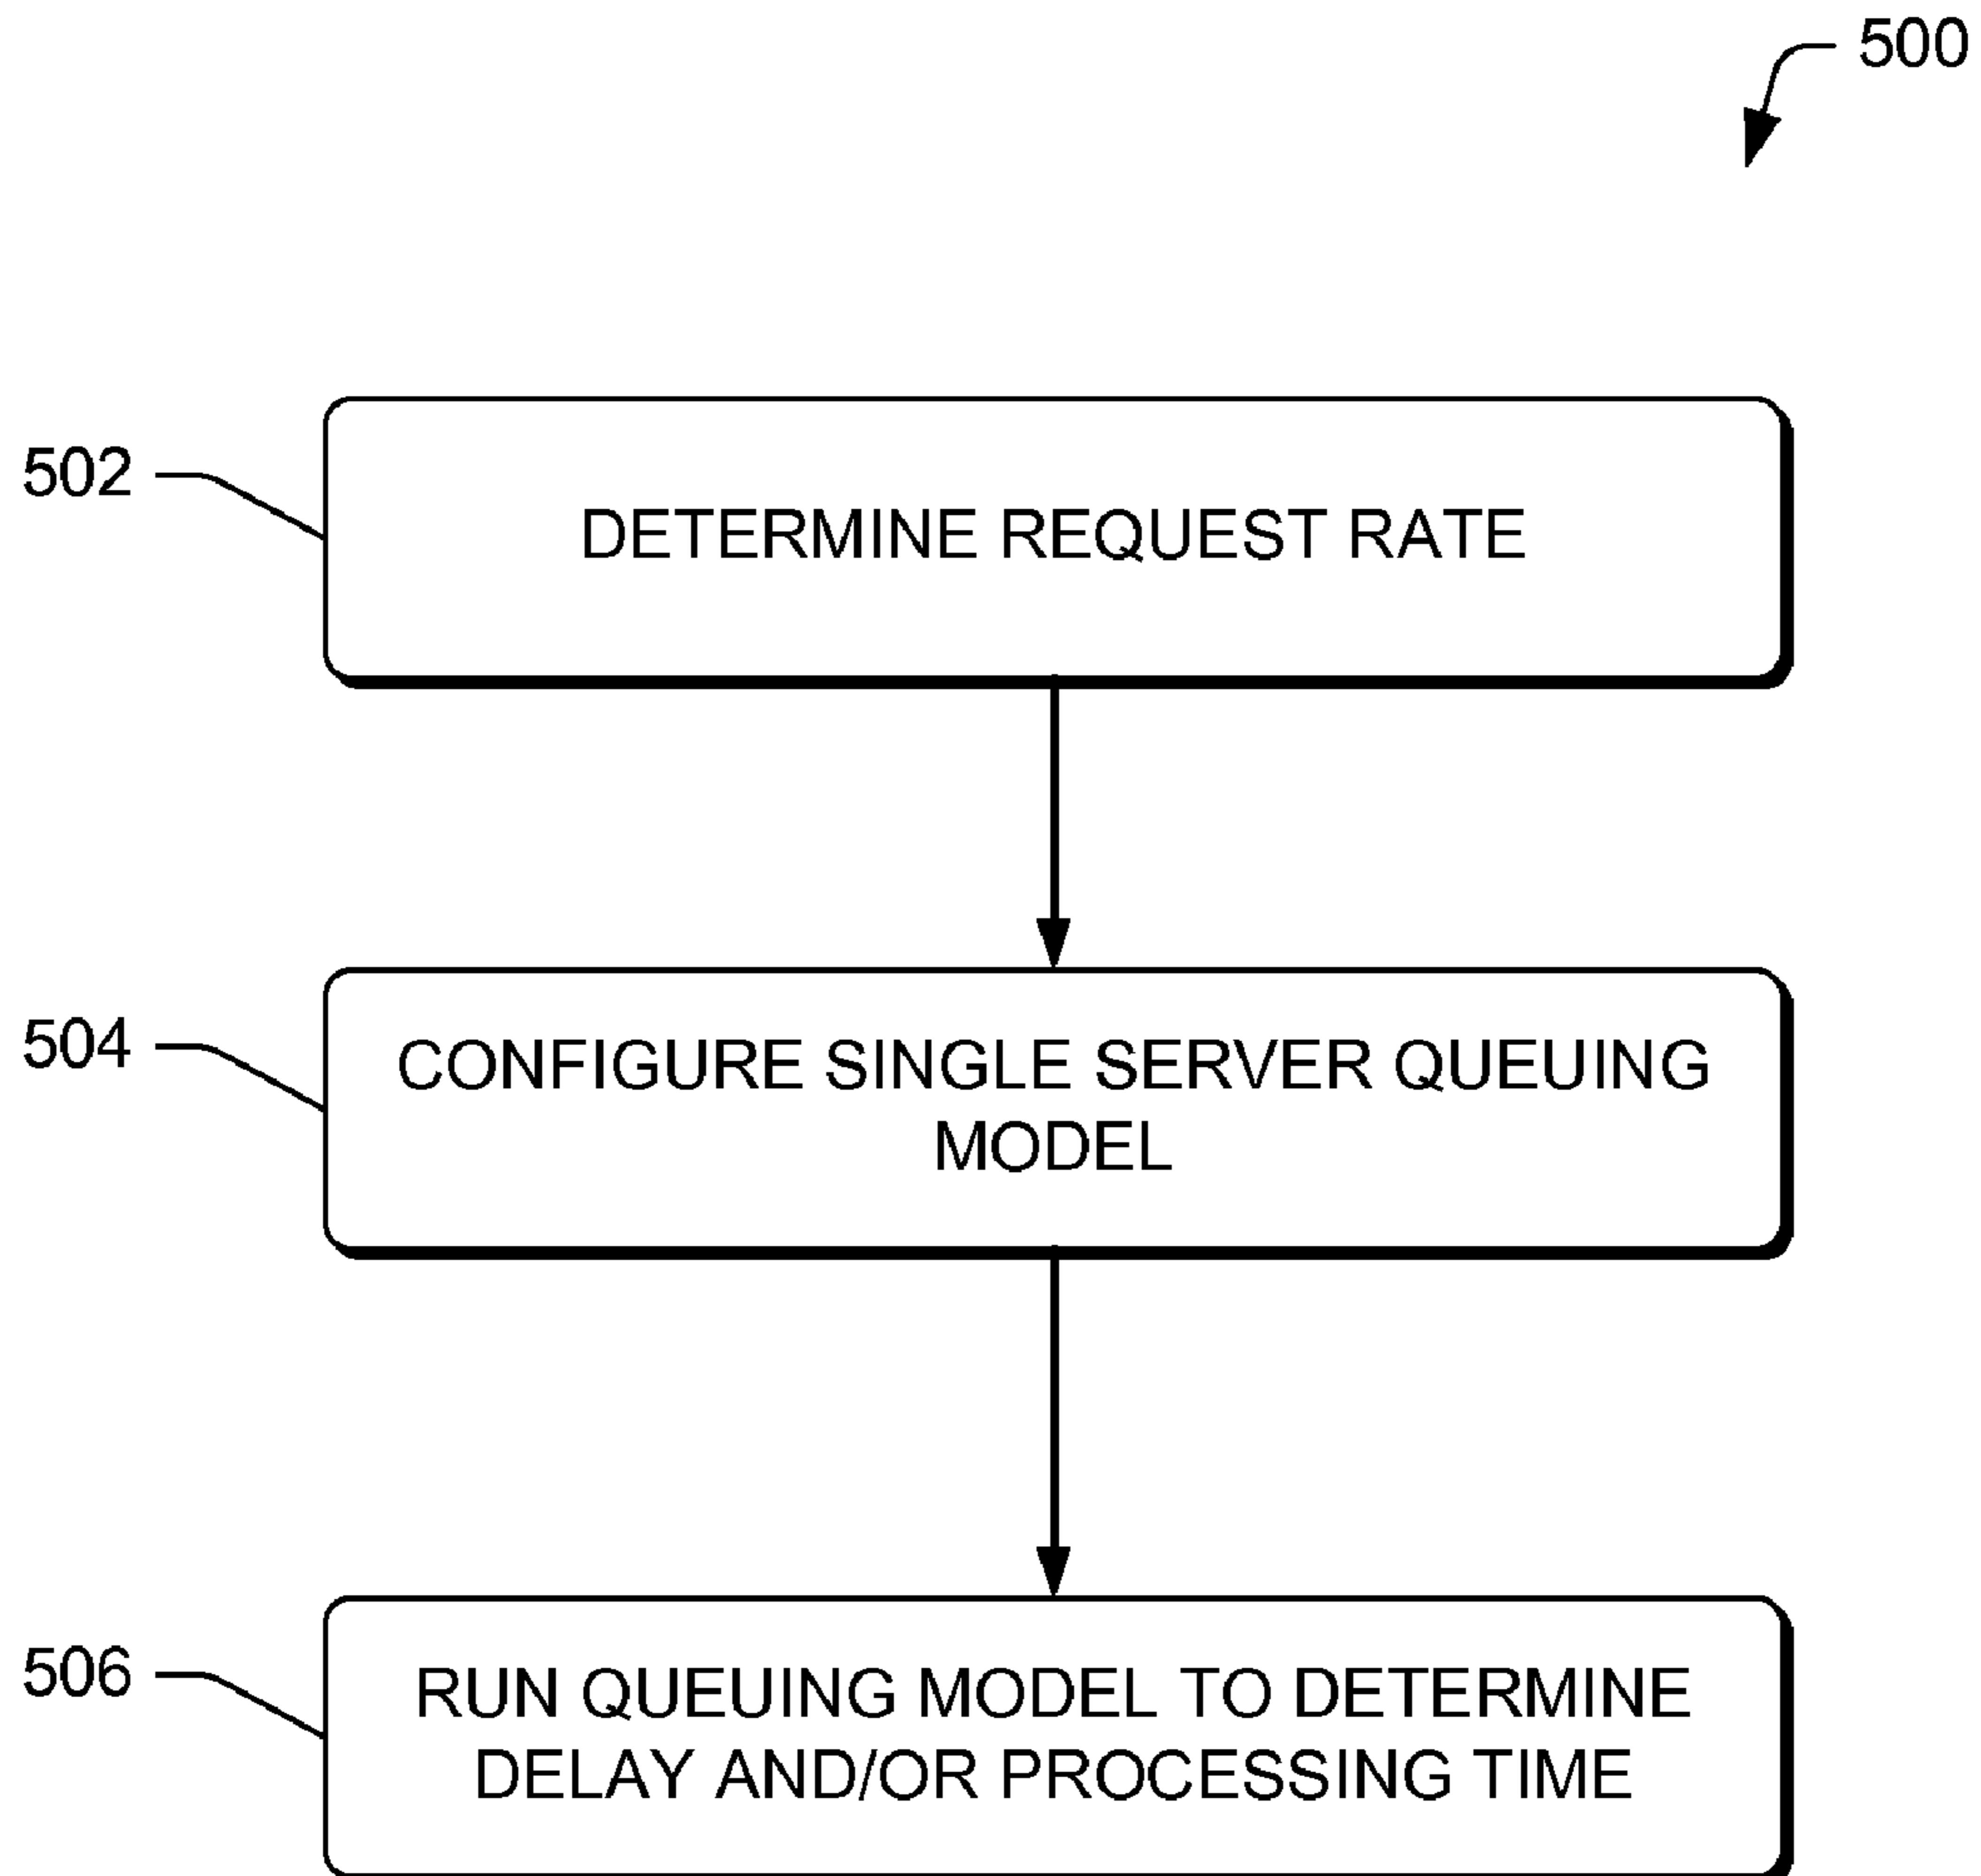 500
502
DETERMINE REQUEST RATE
504
CONFIGURE SINGLE SERVER QUEUING
MODEL
506
RUN QUEUING MODEL TO DETERMINE
DELAY AND/OR PROCESSING TIME